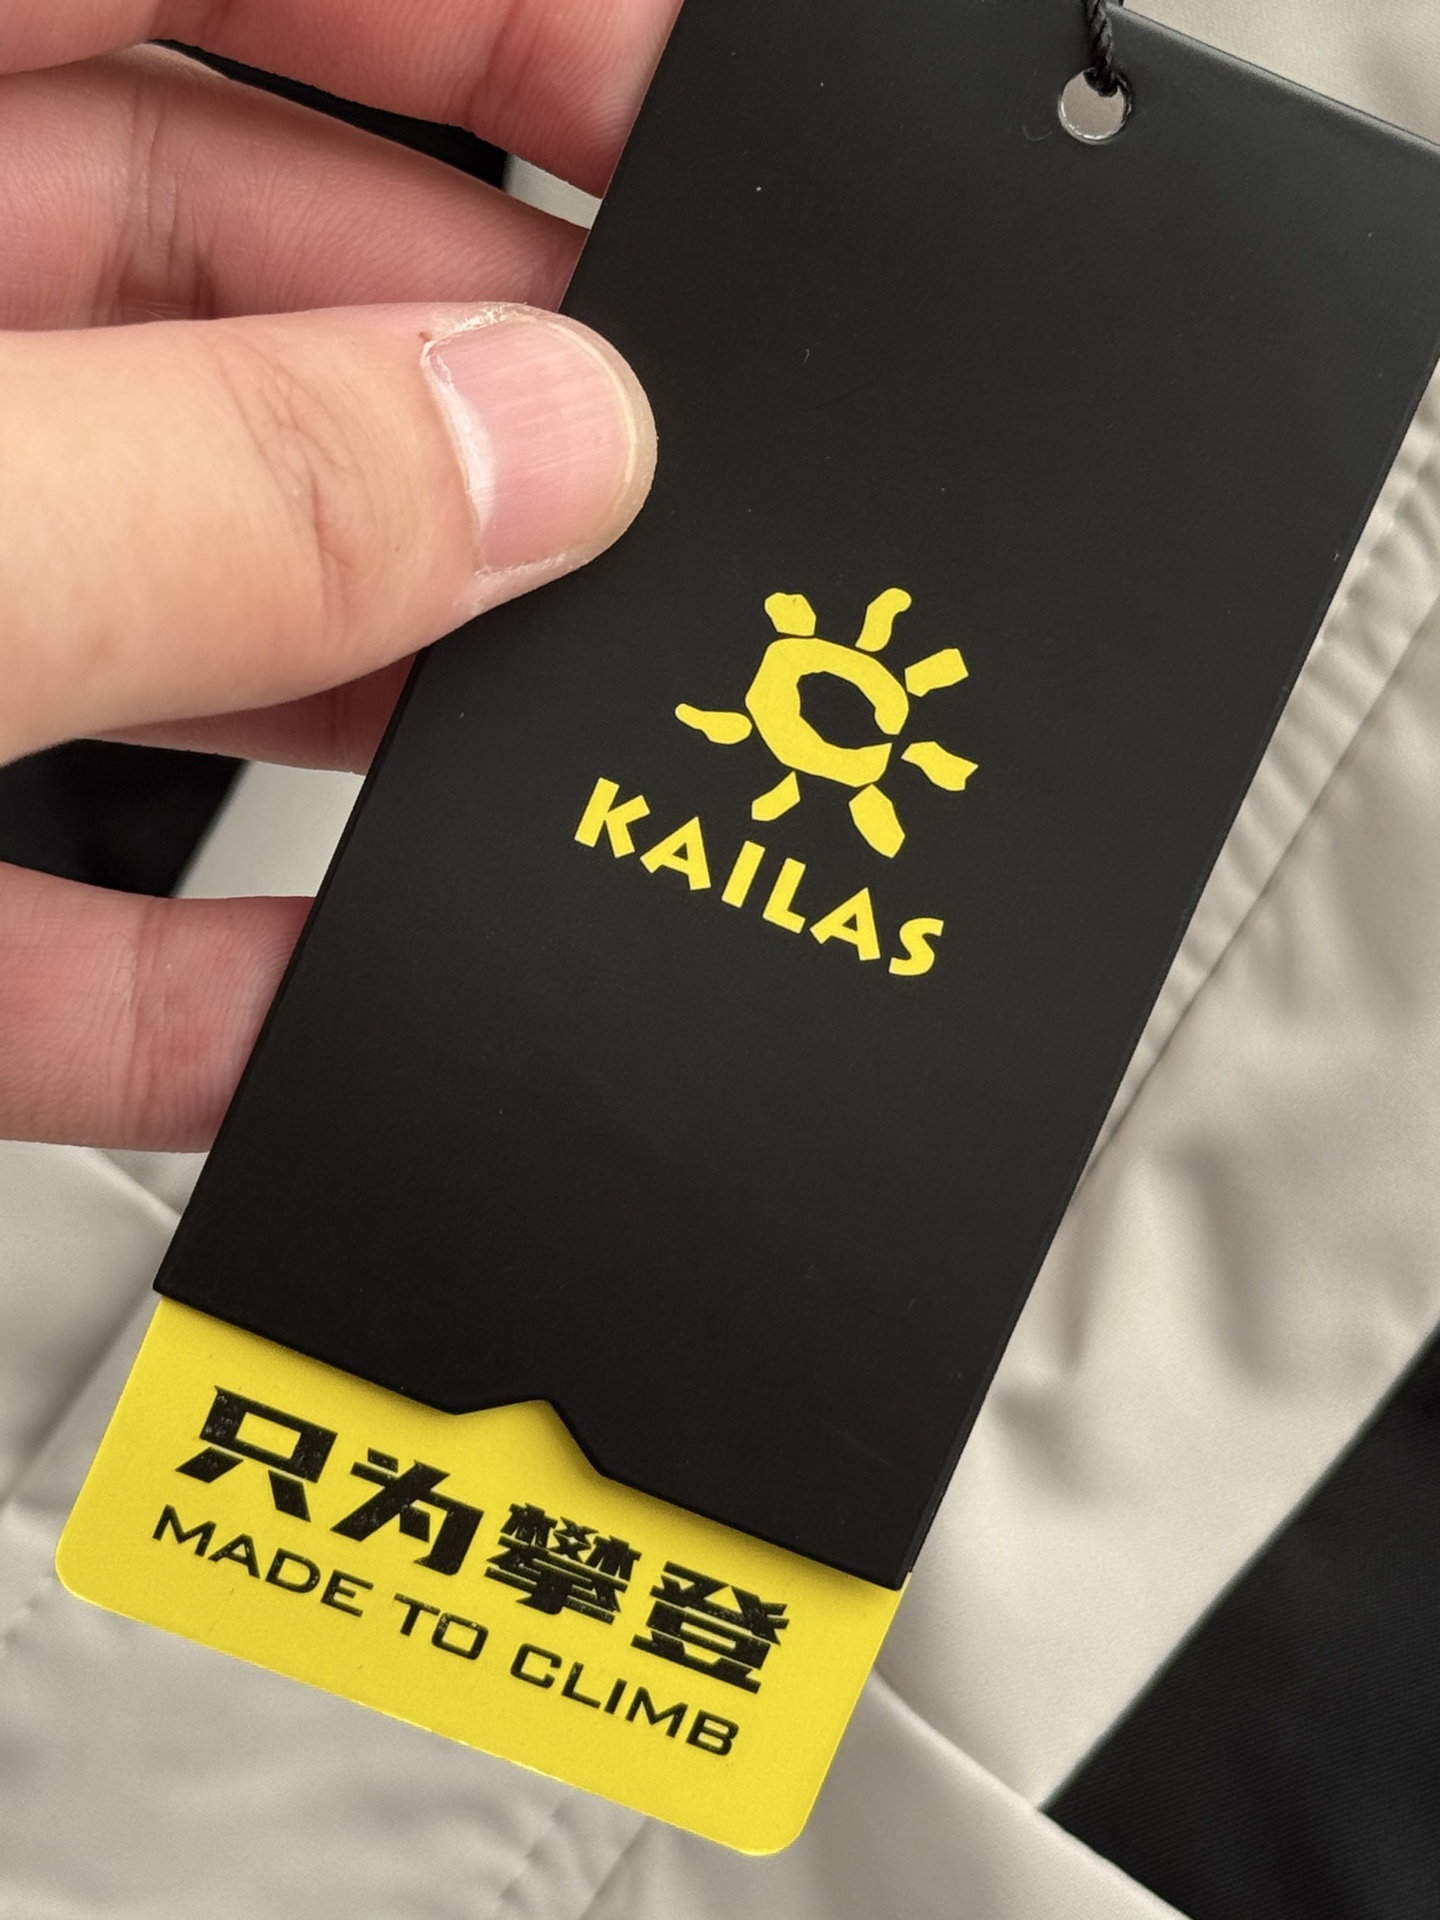 KAILAS
只为攀登
MADE TO CLIMB